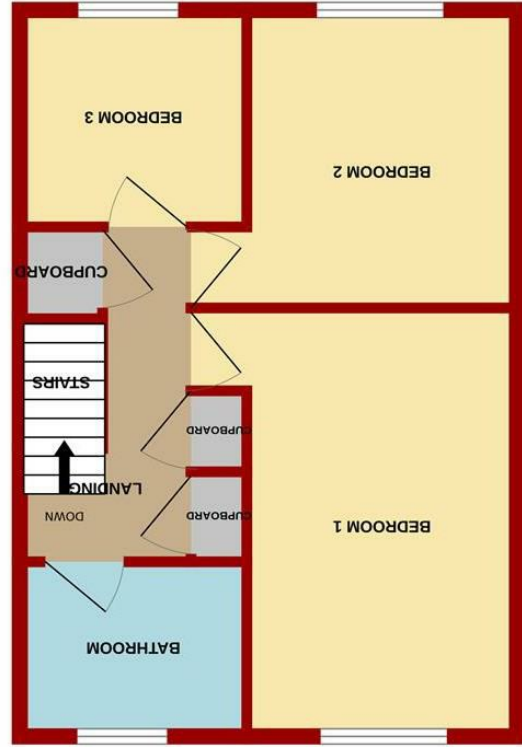 BEDROOM 3
BEDROOM 2
CUPBOARD
STAIRS
CUPBOARD
LANDING
CUPBOARD
DOWN
BEDROOM 1
BATHROOM